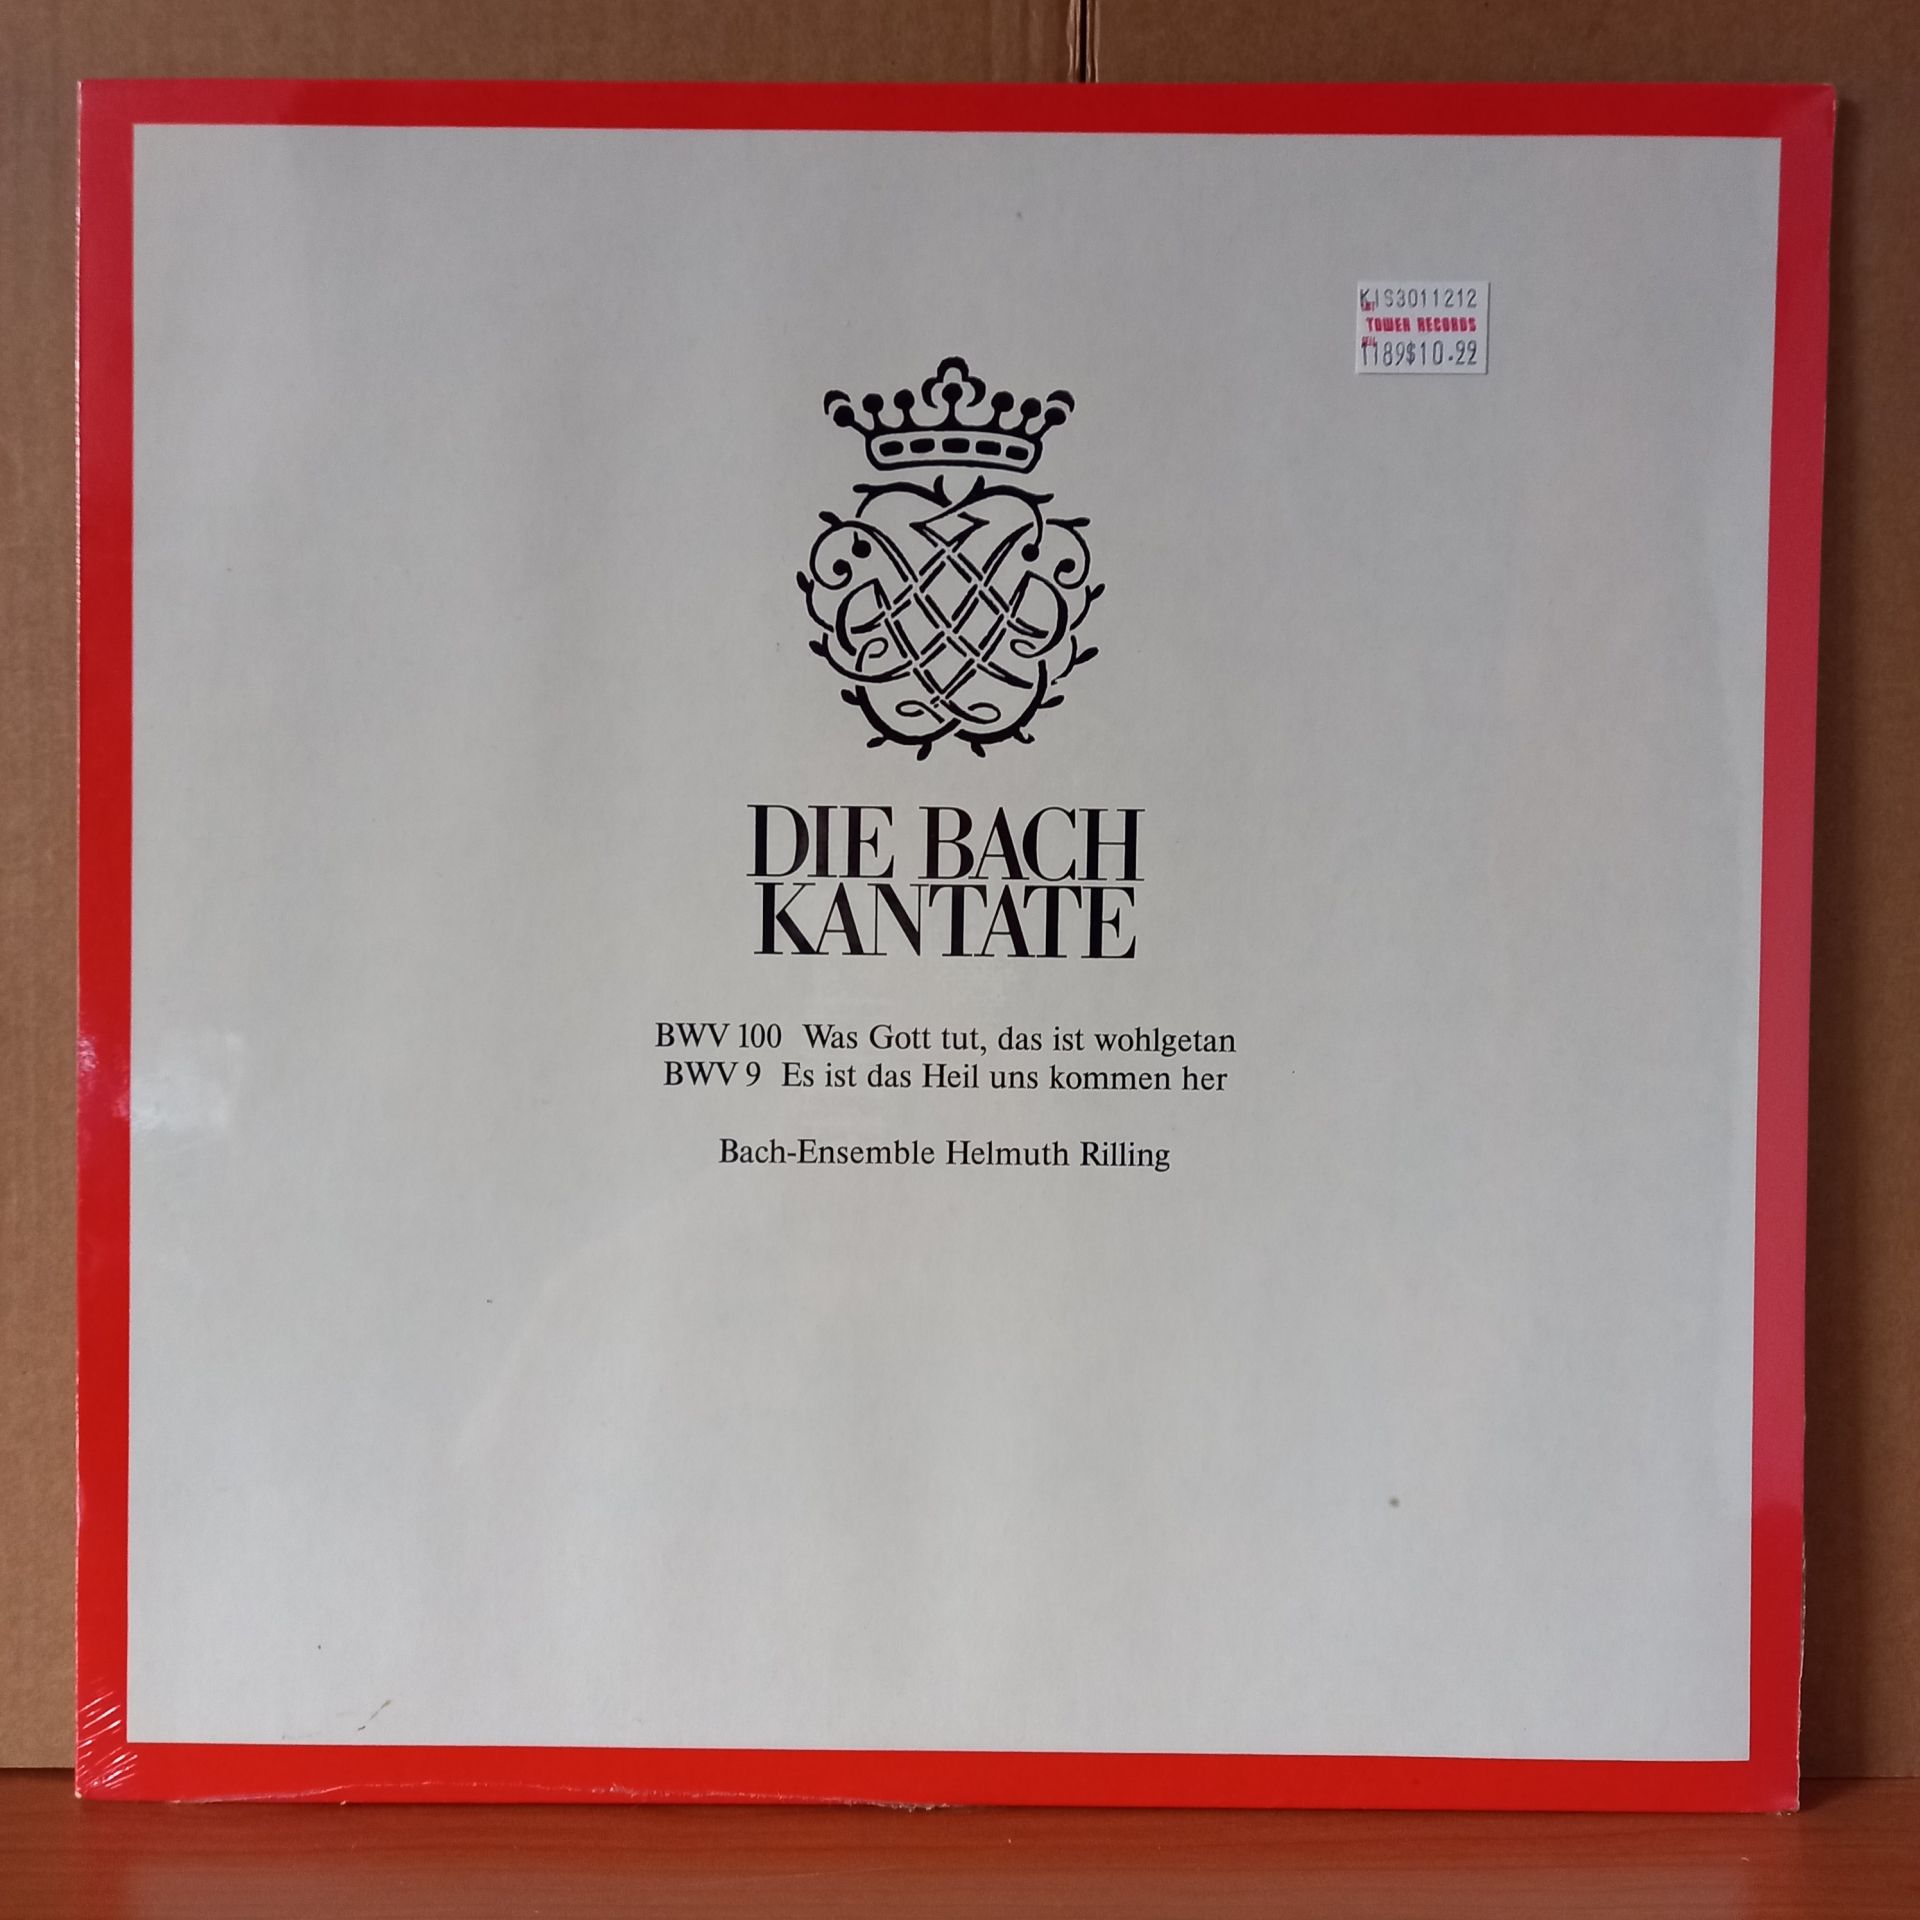 KIS3011212
TOWER RECORDS
1189$10.99
DIE BACH
KANTATE
BWV 100 Was Gott tut, das ist wohlgetan
BWV 9 Es ist das Heil uns kommen her
Bach-Ensemble Helmuth Rilling